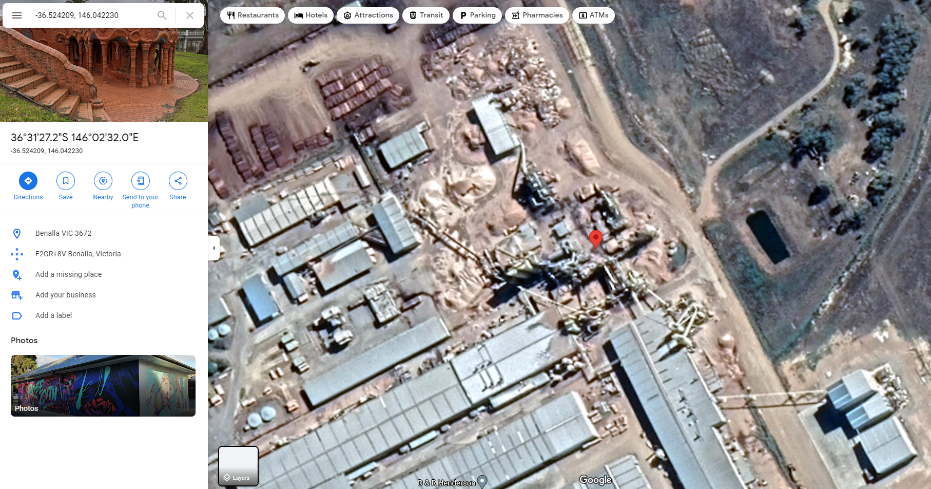 -36.524209, 146.042230
Restaurants
Hotels
Attractions
Transit
Parking
Pharmacies
ATMs
36°31'27.2"S 146°02'32.0"E
-36.524209, 146.042230
Directions
Save
Nearby
Send to your
phone
Share
Benalla VIC 3672
F2GR+8V Benalla, Victoria
Add a missing place
Add your business
Add a label
Photos
Photos
Layers
D & R Henderson
Google